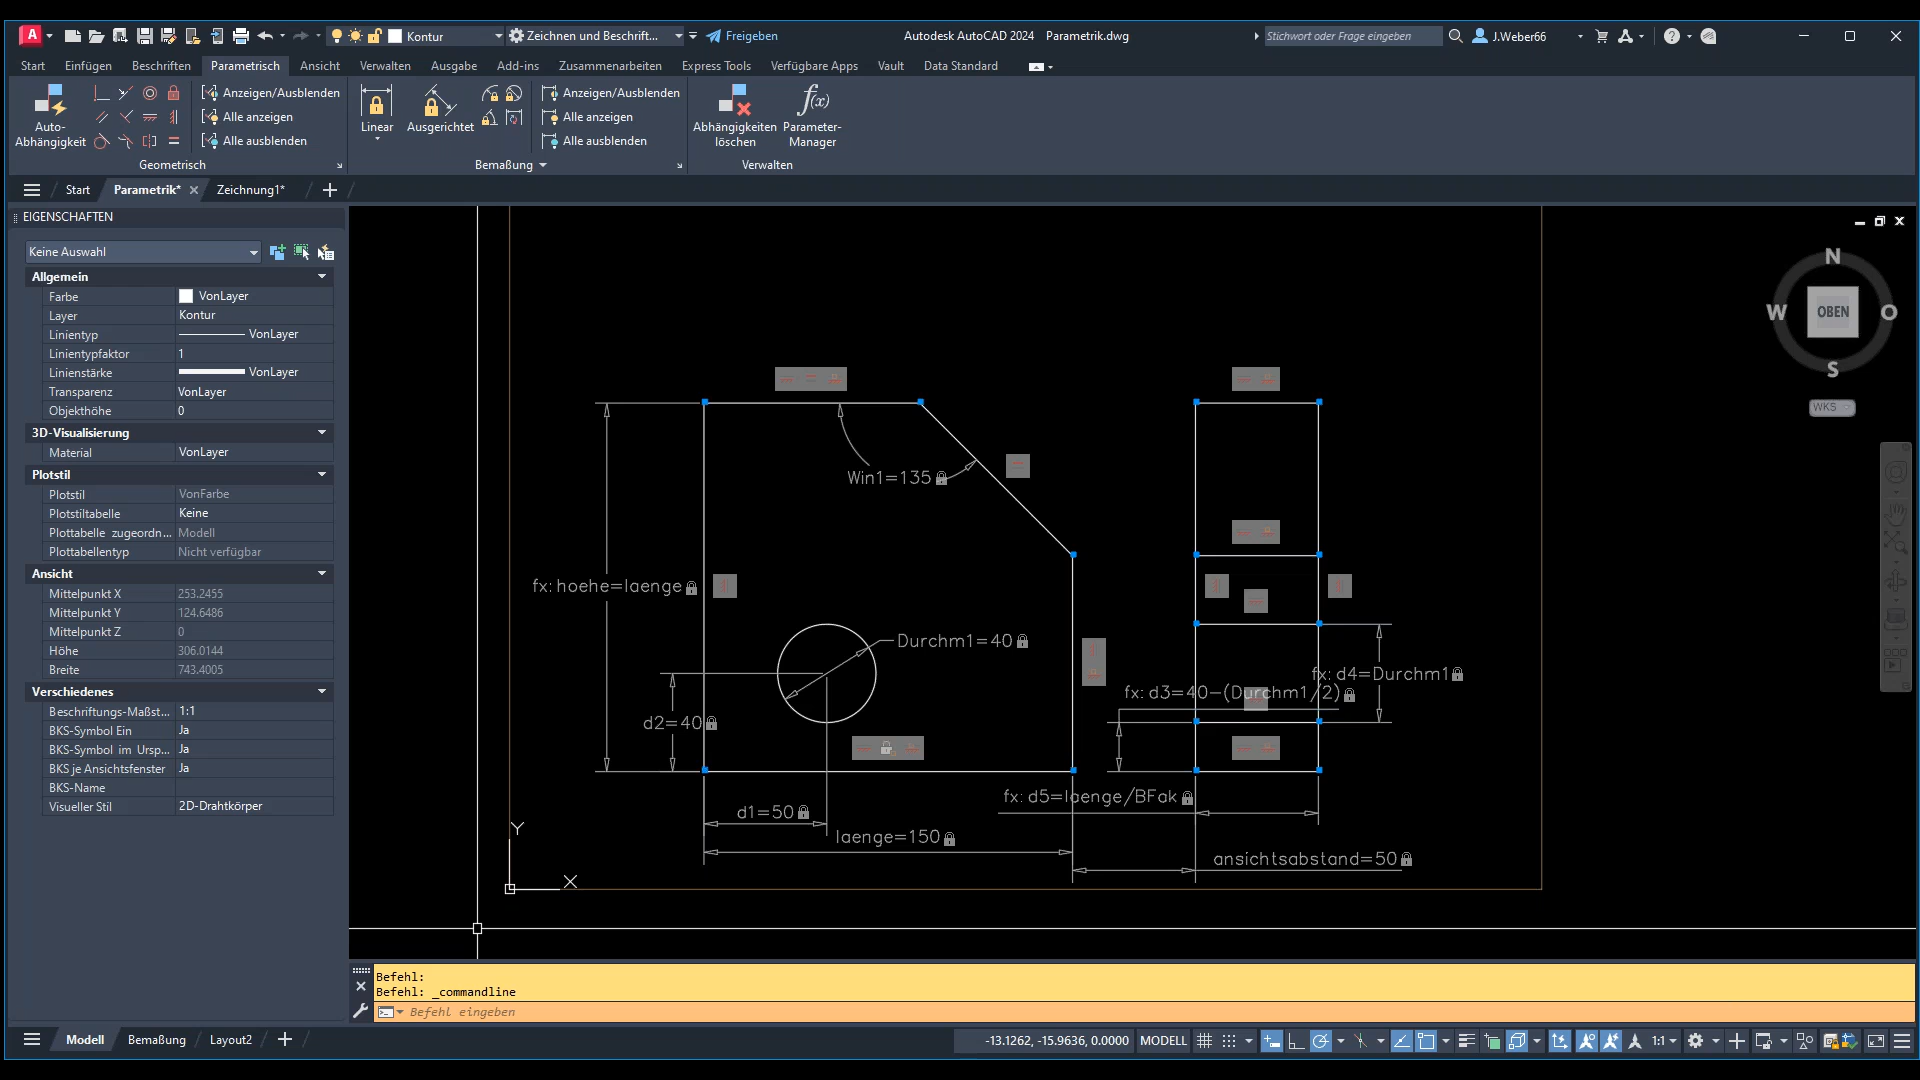 A Kontur Zeichnen und Beschrift... Freigeben Autodesk AutoCAD 2024 Parametrik.dwg Stichwort oder Frage eingeben J.Weber66
Start Einfügen Beschriften Parametrisch Ansicht Verwalten Ausgabe Add-ins Zusammenarbeiten Express Tools Verfügbare Apps Vault Data Standard
Auto-
Abhängigkeit
Anzeigen/Ausblenden
Alle anzeigen
Alle ausblenden
Geometrisch
Linear
Ausgerichtet
Anzeigen/Ausblenden
Alle anzeigen
Alle ausblenden
Bemaßung
Abhängigkeiten
löschen
f(x)
Parameter-
Manager
Verwalten
Start Parametrik* Zeichnung1*
EIGENSCHAFTEN
Keine Auswahl
Allgemein
Farbe VonLayer
Layer Kontur
Linientyp VonLayer
Linientypfaktor 1
Linienstärke VonLayer
Transparenz VonLayer
Objekthöhe 0
3D-Visualisierung
Material VonLayer
Plotstil
Plotstil VonFarbe
Plotstiltabelle Keine
Plottabelle zugeordn... Modell
Plottabellentyp Nicht verfügbar
Ansicht
Mittelpunkt X 253.2455
Mittelpunkt Y 124.6486
Mittelpunkt Z 0
Höhe 306.0144
Breite 743.4005
Verschiedenes
Beschriftungs-Maßst... 1:1
BKS-Symbol Ein Ja
BKS-Symbol im Ursp... Ja
BKS je Ansichtsfenster Ja
BKS-Name
Visueller Stil 2D-Drahtkörper
N
W OBEN O
S
WKS
Win1=135
fx: hoehe=laenge
Durchm1=40
fx: d4=Durchm1
fx: d3=40-(Durchm1/2)
d2=40
fx: d5=laenge/BFak
d1=50
laenge=150
ansichtsabstand=50
Y
X
Befehl:
Befehl: _commandline
Befehl eingeben
Modell Bemaßung Layout2
-13.1262, -15.9636, 0.0000 MODELL 1:1